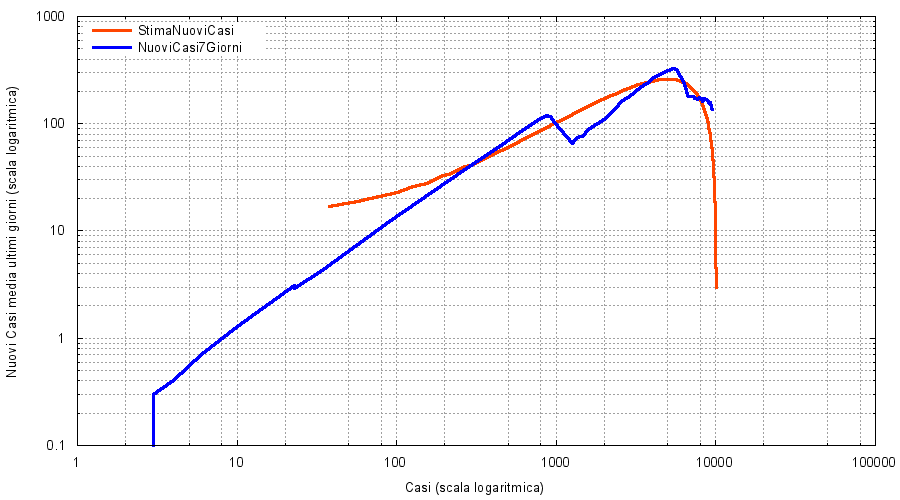 1000
100
10
1
0.1
StimaNuoviCasi
NuoviCasi7Giorni
Nuovi Casi media ultimi giorni (scala logaritmica)
1 10 100 1000 10000 100000
Casi (scala logaritmica)